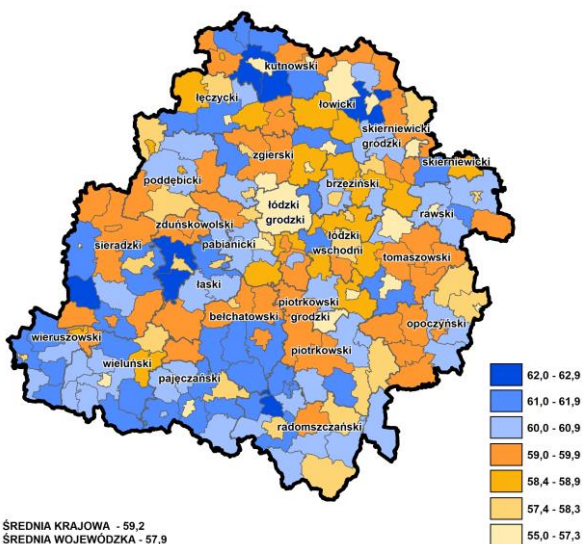 kutnowski
łęczycki
łowicki
skierniewicki
grodzki
zgierski
skierniewicki
poddębicki
brzeziński
łódzki
grodzki
rawski
zduńskowolski
sieradzki
pabianicki
łódzki
wschodni
tomaszowski
łaski
bełchatowski
piotrkowski
grodzki
opoczyński
wieruszowski
piotrkowski
wieluński
pajęczański
radomszczański
62,0 - 62,9
61,0 - 61,9
60,0 - 60,9
59,0 - 59,9
58,4 - 58,9
57,4 - 58,3
55,0 - 57,3
ŚREDNIA KRAJOWA - 59,2
ŚREDNIA WOJEWÓDZKA - 57,9